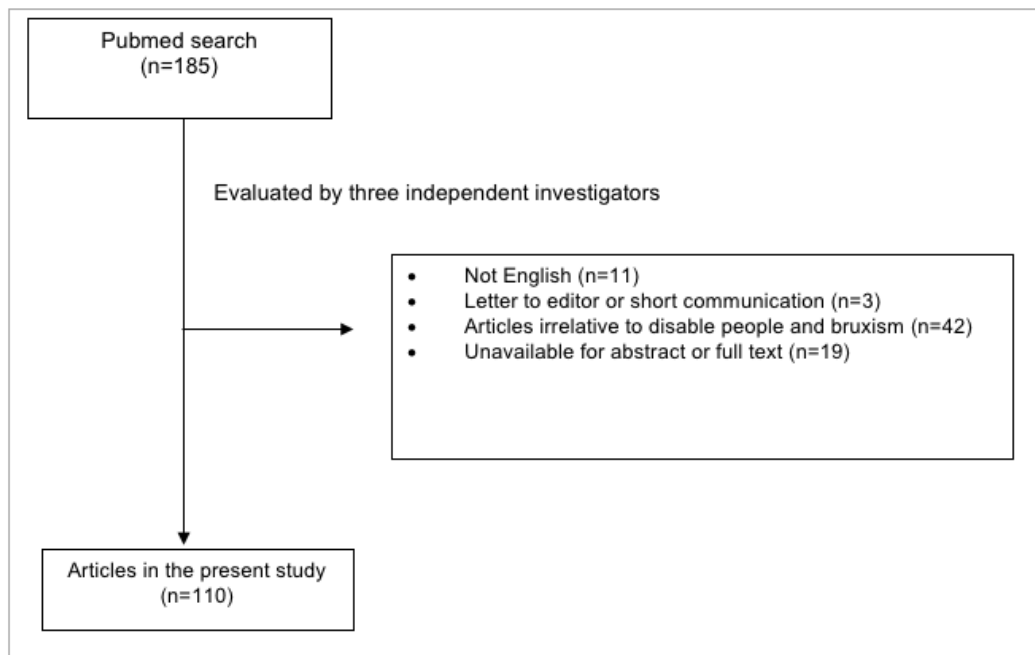 Pubmed search
(n=185)
Evaluated by three independent investigators
• Not English (n=11)
• Letter to editor or short communication (n=3)
• Articles irrelative to disable people and bruxism (n=42)
• Unavailable for abstract or full text (n=19)
Articles in the present study
(n=110)